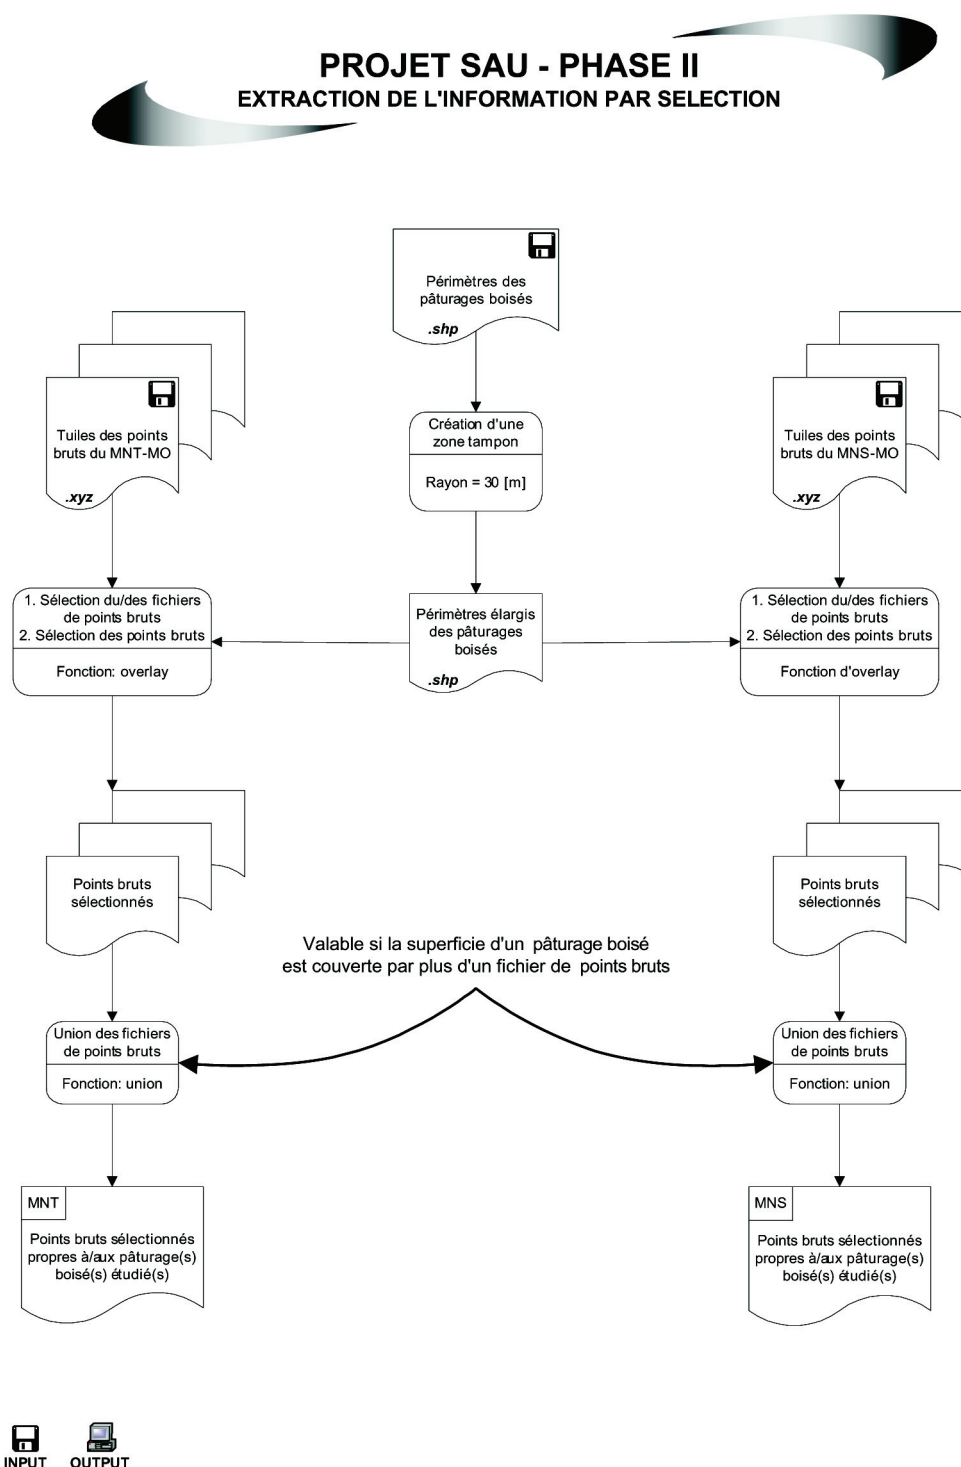 PROJET SAU - PHASE II
EXTRACTION DE L'INFORMATION PAR SELECTION
Périmètres des
pâturages boisés
.shp
Tuiles des points
bruts du MNT-MO
.xyz
Création d'une
zone tampon
Rayon = 30 [m]
Tuiles des points
bruts du MNS-MO
.xyz
1. Sélection du/des fichiers
de points bruts
2. Sélection des points bruts
Fonction: overlay
Périmètres élargis
des pâturages
boisés
.shp
1. Sélection du/des fichiers
de points bruts
2. Sélection des points bruts
Fonction d'overlay
Points bruts
sélectionnés
Points bruts
sélectionnés
Valable si la superficie d'un pâturage boisé
est couverte par plus d'un fichier de points bruts
Union des fichiers
de points bruts
Fonction: union
Union des fichiers
de points bruts
Fonction: union
MNT
Points bruts sélectionnés
propres à/aux pâturage(s)
boisé(s) étudié(s)
MNS
Points bruts sélectionnés
propres à/aux pâturage(s)
boisé(s) étudié(s)
INPUT
OUTPUT